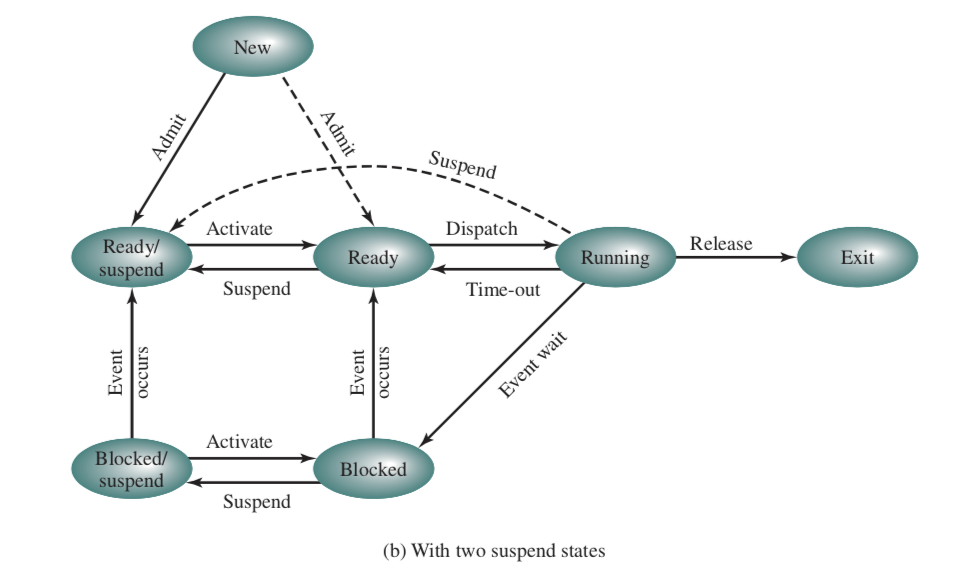 New
Admit
Admit
Suspend
Ready/
suspend
Activate
Suspend
Ready
Dispatch
Time-out
Running
Release
Exit
Event
occurs
Event
occurs
Event wait
Blocked/
suspend
Activate
Suspend
Blocked
(b) With two suspend states